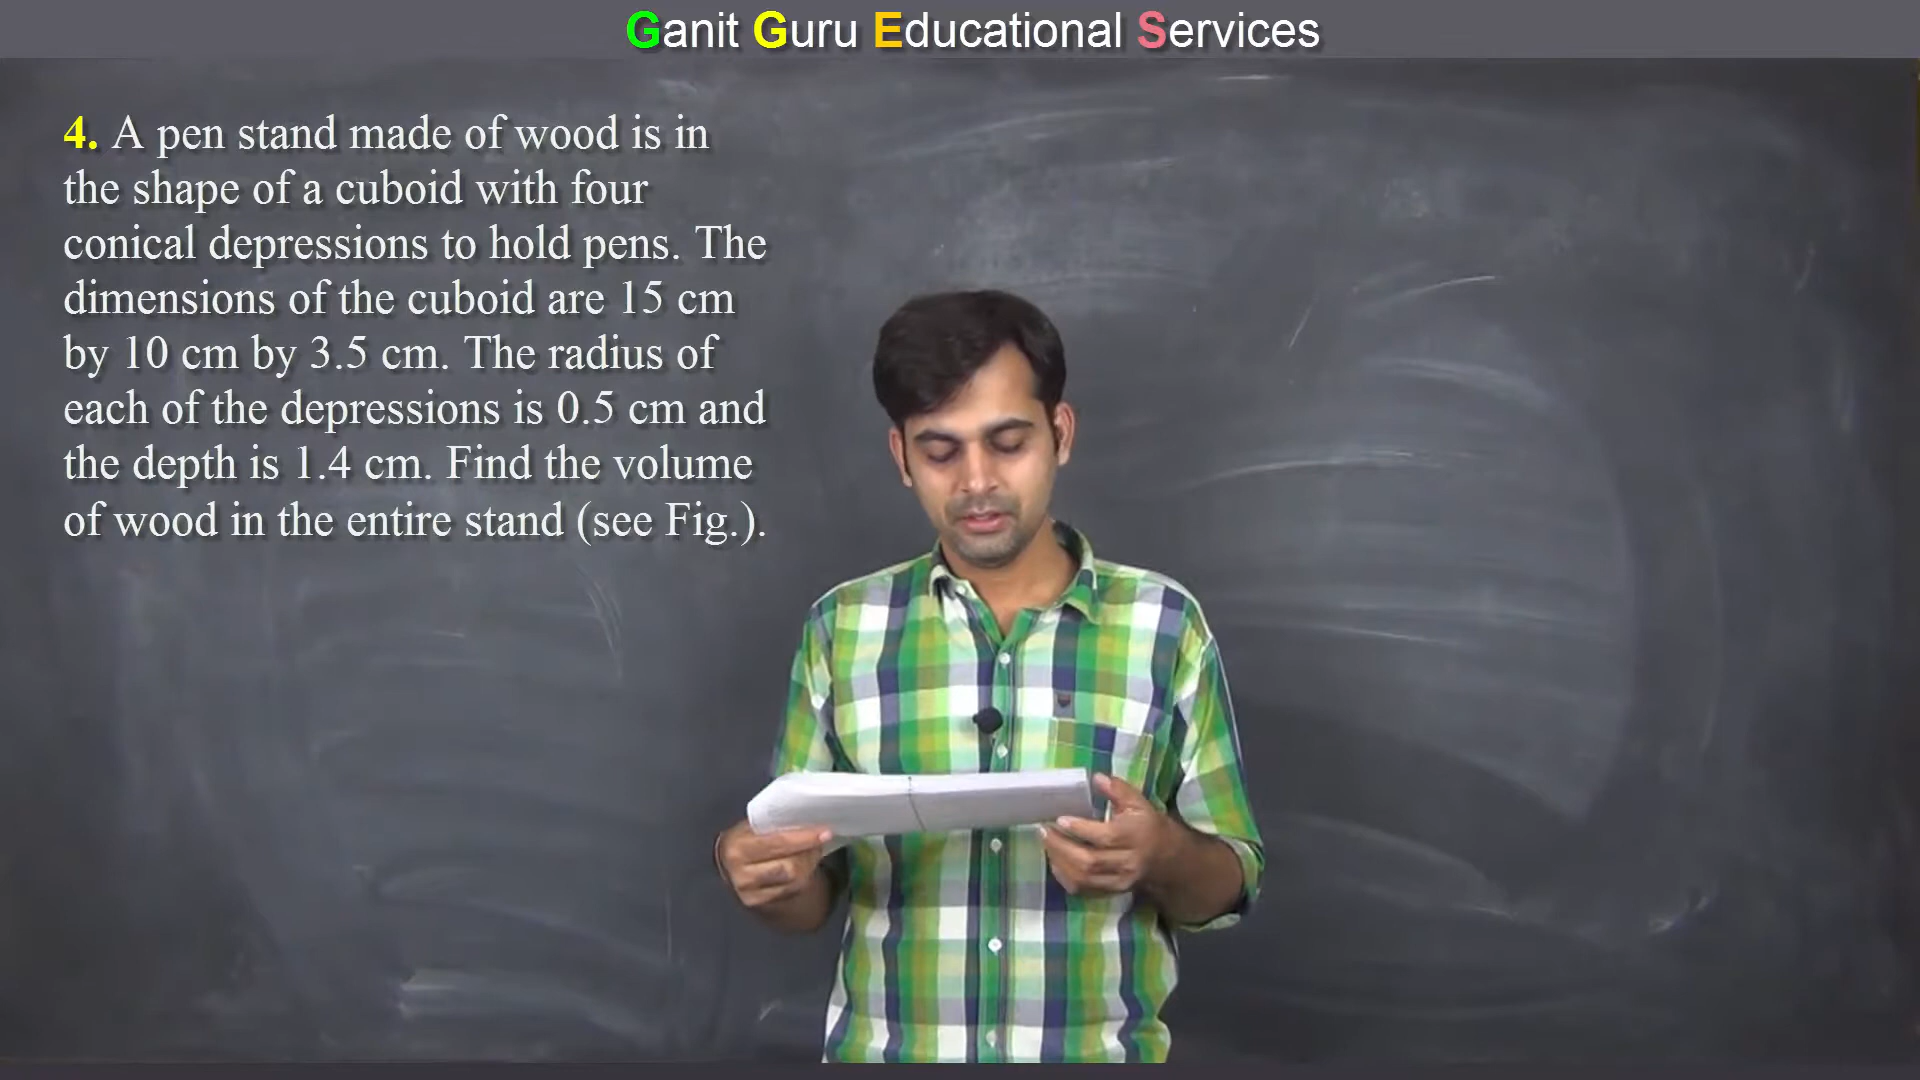 Ganit Guru Educational Services
4. A pen stand made of wood is in
the shape of a cuboid with four
conical depressions to hold pens. The
dimensions of the cuboid are 15 cm
by 10 cm by 3.5 cm. The radius of
each of the depressions is 0.5 cm and
the depth is 1.4 cm. Find the volume
of wood in the entire stand (see Fig.).